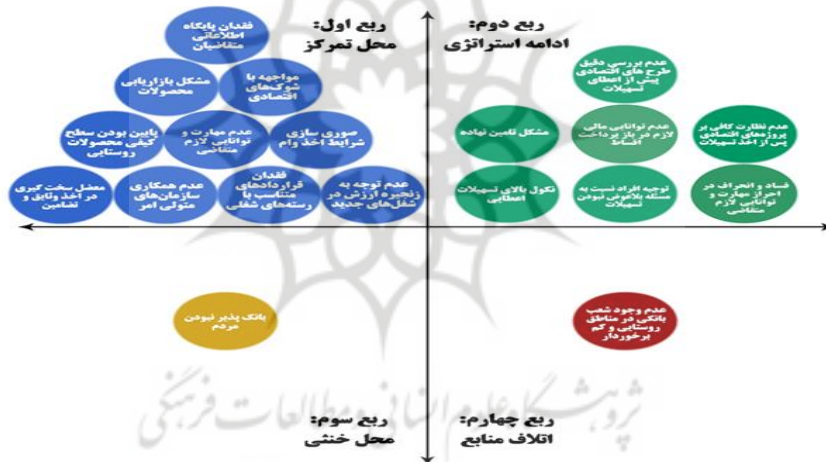 ربع اول:
محل تمرکز
فقدان پایگاه
اطلاعاتی
متقاضیان
مواجهه با
شوک‌های
اقتصادی
مشکل بازاریابی
محصولات
صوری سازی
شرایط اخذ وام
عدم مهارت و
توانایی لازم
متقاضی
پایین بودن سطح
کیفی محصولات
روستایی
عدم توجه به
زنجیره ارزش در
شغل‌های جدید
فقدان
قراردادهای
متناسب با
رسته‌های شغلی
عدم همکاری
سازمان‌های
متولی امر
معضل سخت گیری
در اخذ وثایق و
تضامین
ربع دوم:
ادامه استراتژی
عدم بررسی دقیق
طرح های اقتصادی
پیش از اعطای
تسهیلات
عدم نظارت کافی بر
پروژه‌های اقتصادی
پس از اخذ تسهیلات
عدم توانایی مالی
لازم در باز پرداخت
اقساط
مشکل تامین نهاده
فساد و انحراف در
احراز مهارت و
توانایی لازم
متقاضی
توجیه افراد نسبت به
مسئله بلاعوض نبودن
تسهیلات
نکول بالای تسهیلات
اعطایی
بانک پذیر نبودن
مردم
ربع سوم:
محل خنثی
عدم وجود شعب
بانکی در مناطق
روستایی و کم
برخوردار
ربع چهارم:
اتلاف منابع
پژوهشگاه علوم انسانی و مطالعات فرهنگی